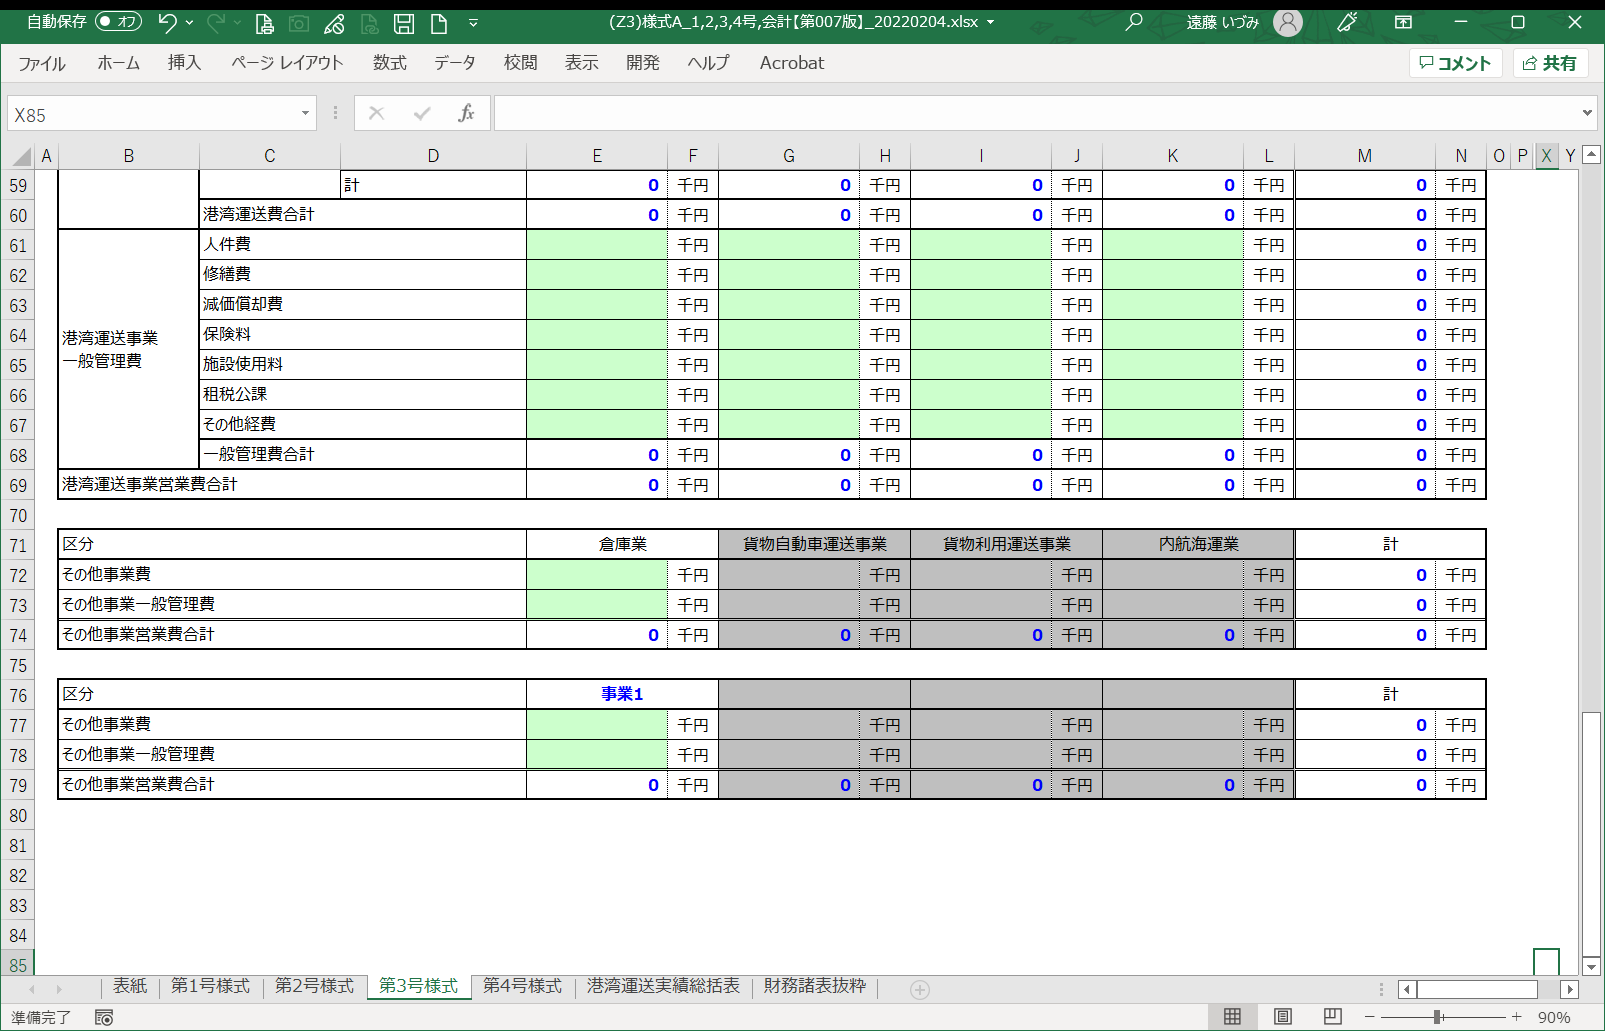 自動保存 オフ (Z3)様式A_1,2,3,4号,会計【第007版】_20220204.xlsx 遠藤 いづみ
ファイル ホーム 挿入 ページ レイアウト 数式 データ 校閲 表示 開発 ヘルプ Acrobat コメント 共有
X85 fx
A B C D E F G H I J K L M N O P X Y
59 計 0 千円 0 千円 0 千円 0 千円 0 千円
60 港湾運送費合計 0 千円 0 千円 0 千円 0 千円 0 千円
61 人件費 千円 千円 千円 千円 0 千円
62 修繕費 千円 千円 千円 千円 0 千円
63 減価償却費 千円 千円 千円 千円 0 千円
64 保険料 千円 千円 千円 千円 0 千円
港湾運送事業
一般管理費
65 施設使用料 千円 千円 千円 千円 0 千円
66 租税公課 千円 千円 千円 千円 0 千円
67 その他経費 千円 千円 千円 千円 0 千円
68 一般管理費合計 0 千円 0 千円 0 千円 0 千円 0 千円
69 港湾運送事業営業費合計 0 千円 0 千円 0 千円 0 千円 0 千円
70
71 区分 倉庫業 貨物自動車運送事業 貨物利用運送事業 内航海運業 計
72 その他事業費 千円 千円 千円 千円 0 千円
73 その他事業一般管理費 千円 千円 千円 千円 0 千円
74 その他事業営業費合計 0 千円 0 千円 0 千円 0 千円 0 千円
75
76 区分 事業1 計
77 その他事業費 千円 千円 千円 千円 0 千円
78 その他事業一般管理費 千円 千円 千円 千円 0 千円
79 その他事業営業費合計 0 千円 0 千円 0 千円 0 千円 0 千円
80
81
82
83
84
85
表紙 第1号様式 第2号様式 第3号様式 第4号様式 港湾運送実績総括表 財務諸表抜粋
準備完了 90%